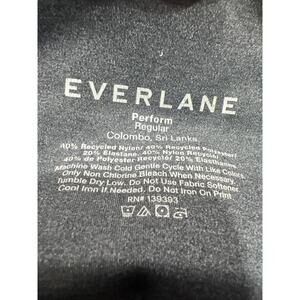 EVERLANE
Perform
Regular
Colombo, Sri Lanka
40% Recycled Nylon/ 40% Recycled Polyester/
20% Elastane. 40% Nylon Recyclé/
40% de Polyester Recyclé/ 20% Élasthanne.
Machine Wash Cold Gentle Cycle With Like Colors.
Only Non Chlorine Bleach When Necessary.
Tumble Dry Low. Do Not Use Fabric Softener
Cool Iron If Needed. Do Not Iron On Print
RN# 139393